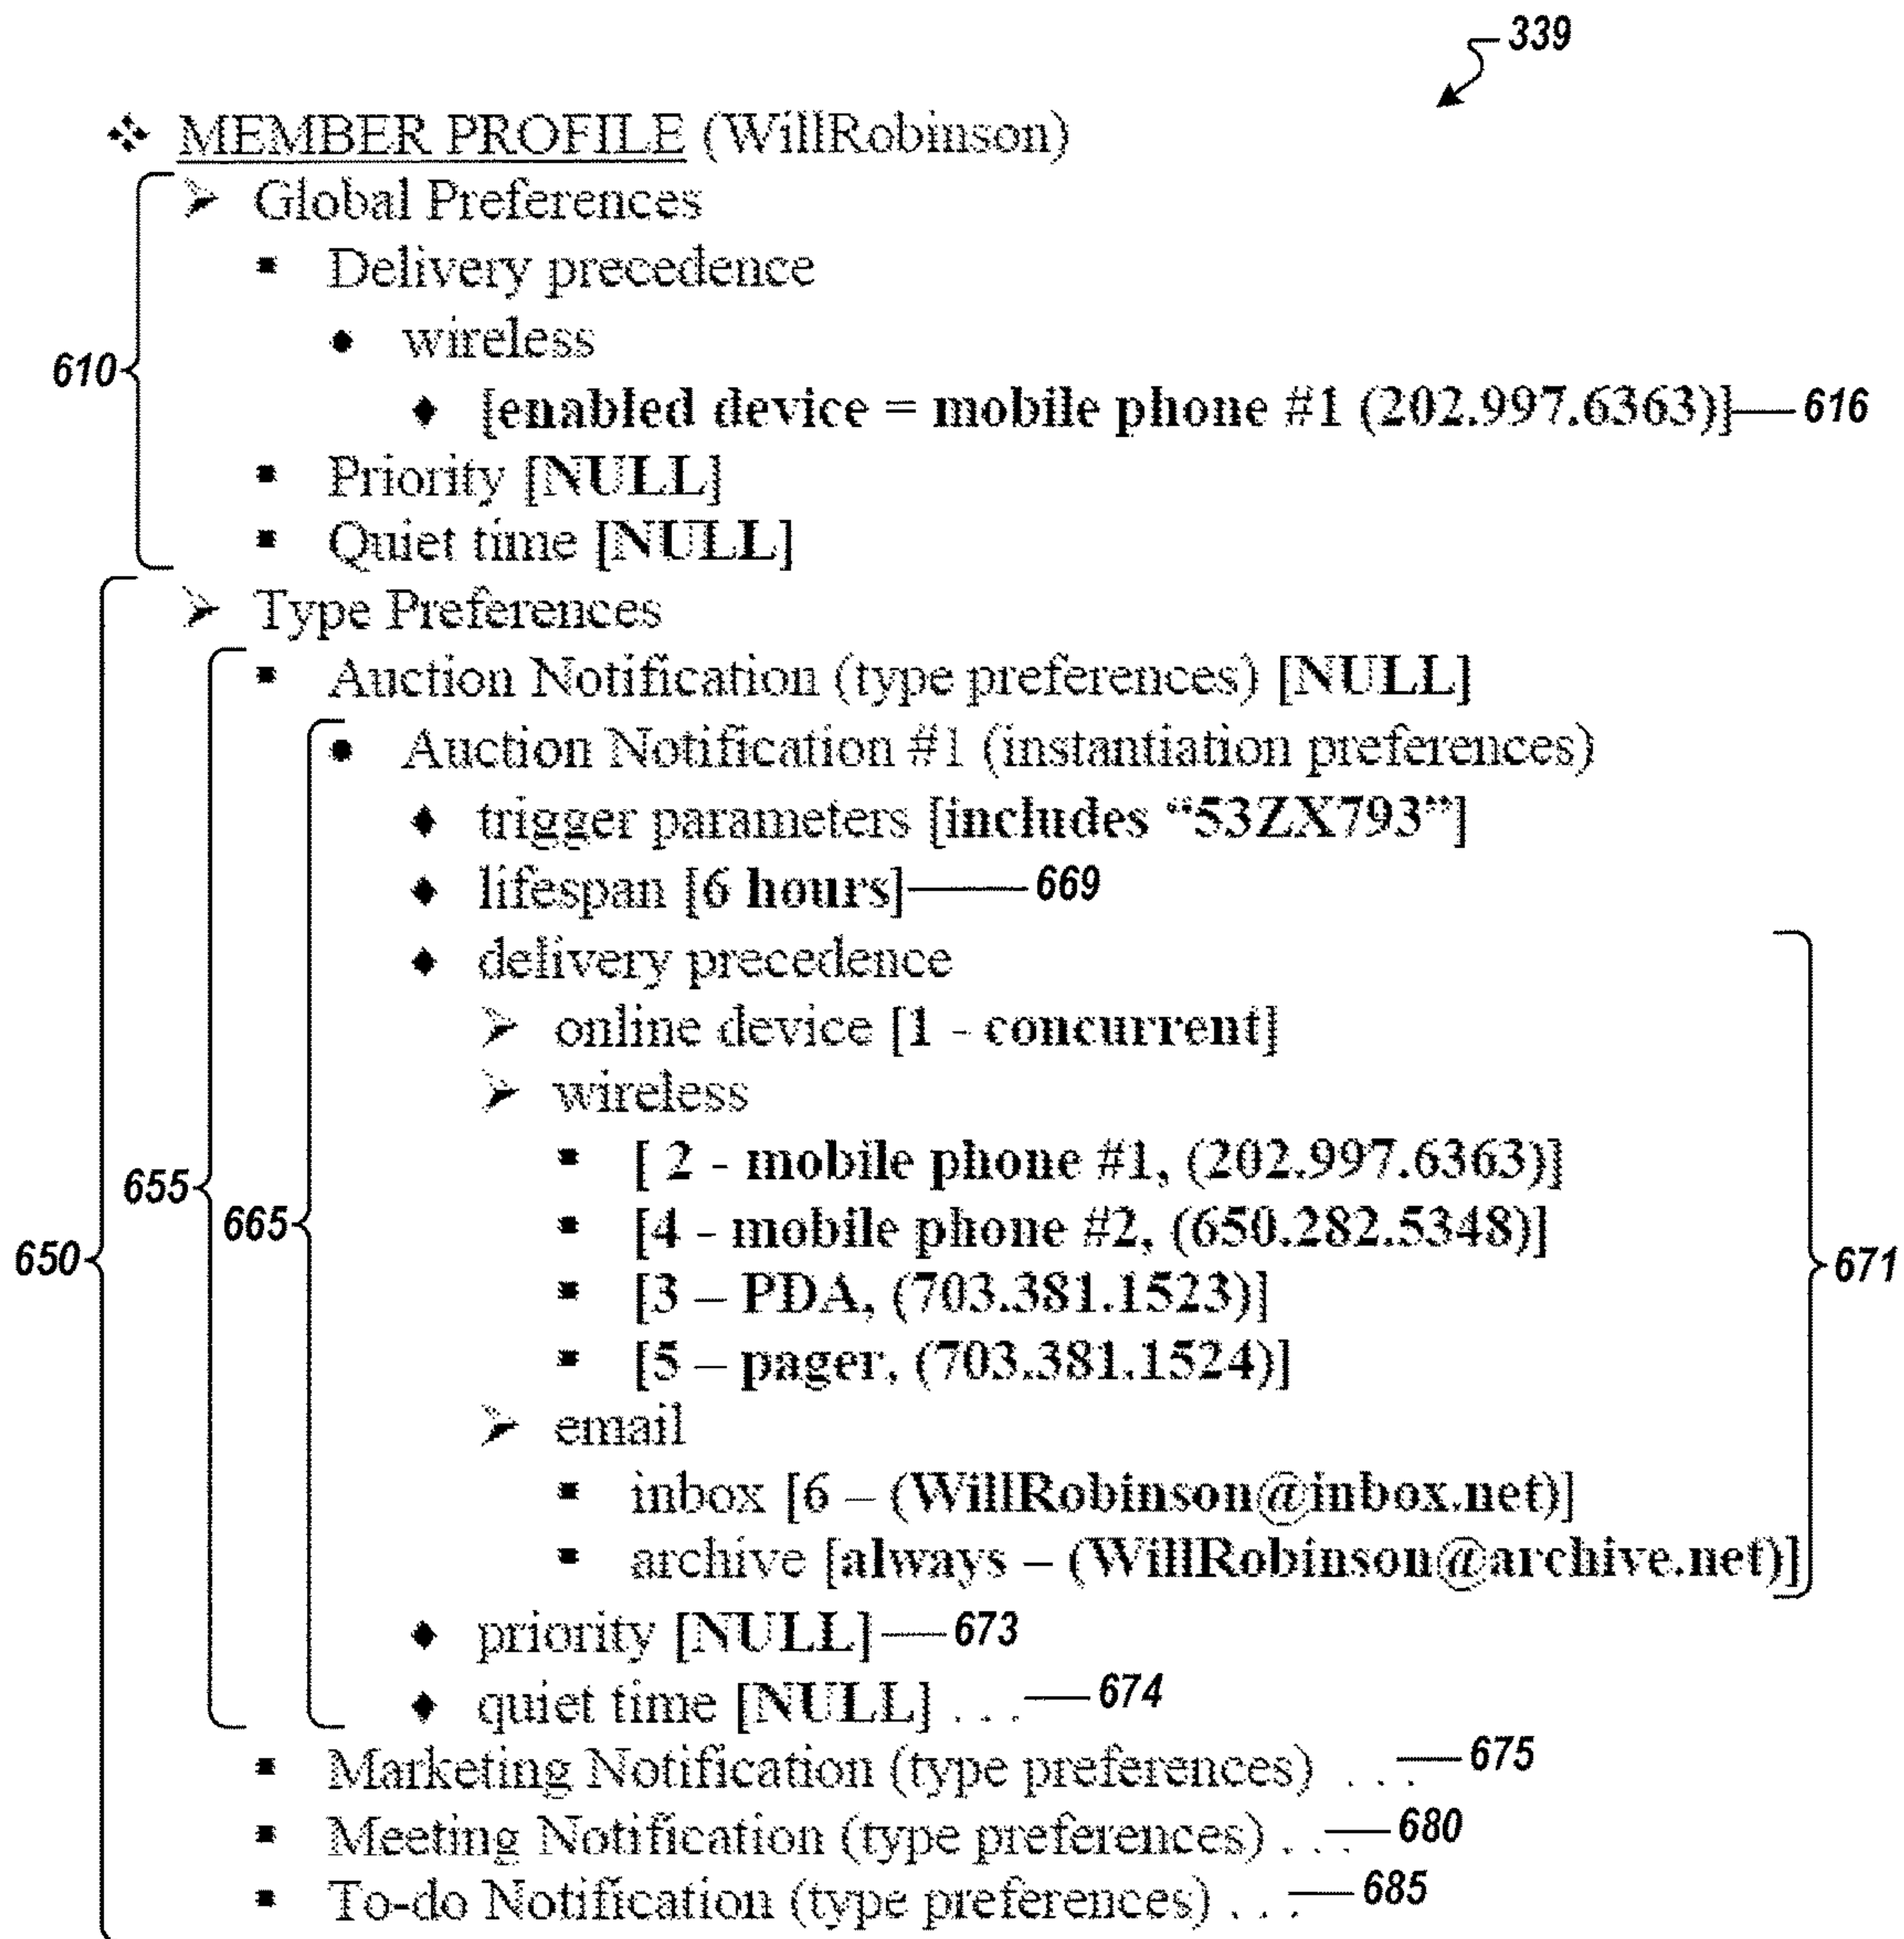 339
MEMBER PROFILE (WillRobinson)
Global Preferences
Delivery precedence
wireless
610
[enabled device = mobile phone #1 (202.997.6363)] 616
Priority [NULL]
Quiet time [NULL]
Type Preferences
Auction Notification (type preferences) [NULL]
Auction Notification #1 (instantiation preferences)
trigger parameters [includes “53ZX793”]
lifespan [6 hours] 669
delivery precedence
online device [1 - concurrent]
wireless
[ 2 - mobile phone #1, (202.997.6363)]
655
665
[4 - mobile phone #2, (650.282.5348)]
650
671
[3 – PDA, (703.381.1523)]
[5 – pager, (703.381.1524)]
email
inbox [6 – (WillRobinson@inbox.net)]
archive [always – (WillRobinson@archive.net)]
priority [NULL] 673
quiet time [NULL] . . . 674
Marketing Notification (type preferences) . . . 675
Meeting Notification (type preferences) . . . 680
To-do Notification (type preferences) . . . 685